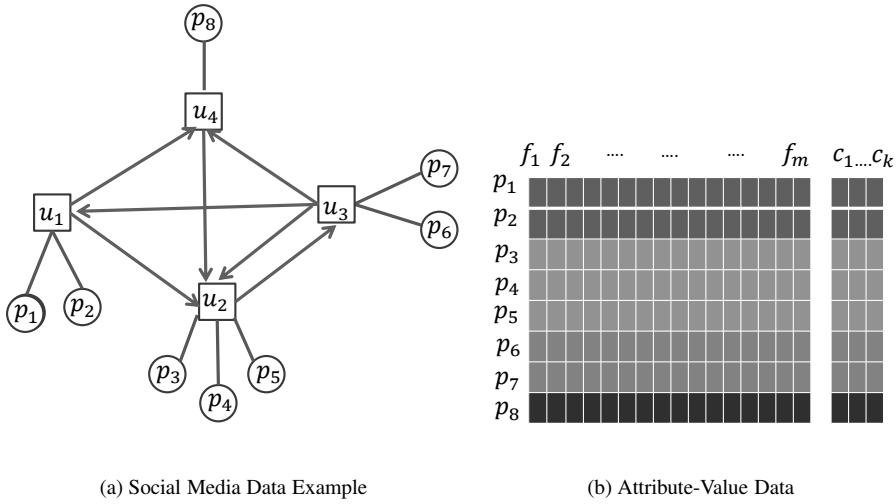 p₈
u₄
u₁
u₃
p₇
p₆
p₁
p₂
u₂
p₃
p₅
p₄
(a) Social Media Data Example
f₁ f₂ .... .... .... fₘ c₁....cₖ
p₁
p₂
p₃
p₄
p₅
p₆
p₇
p₈
(b) Attribute-Value Data